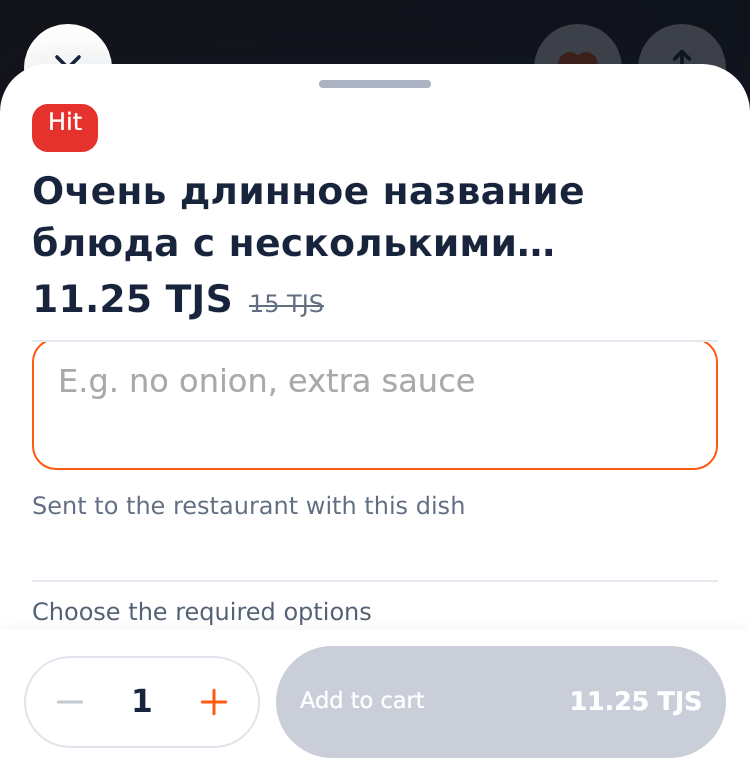 Hit
Очень длинное название
блюда с несколькими...
11.25 TJS 15 TJS
E.g. no onion, extra sauce
Sent to the restaurant with this dish
Choose the required options
1
Add to cart 11.25 TJS